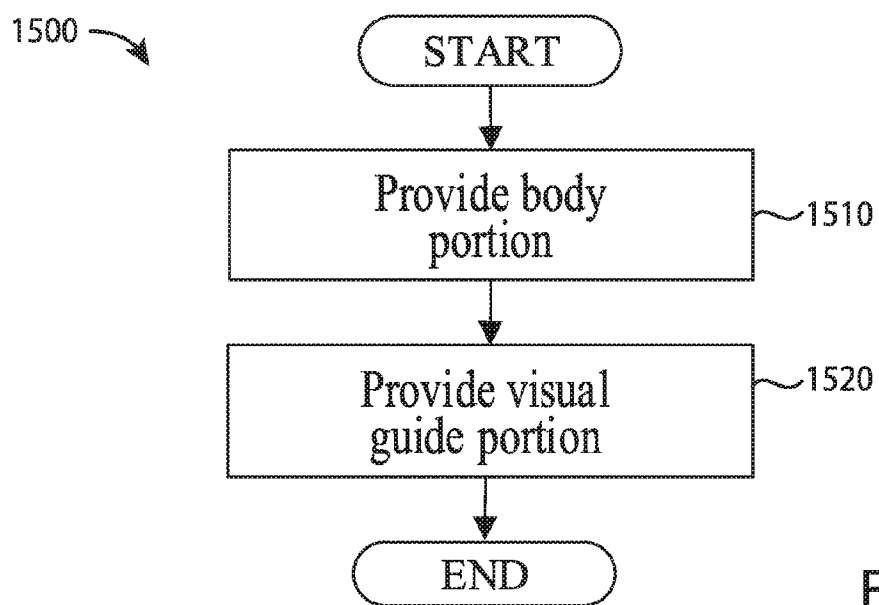 1500
START
Provide body
portion
1510
Provide visual
guide portion
1520
END
F